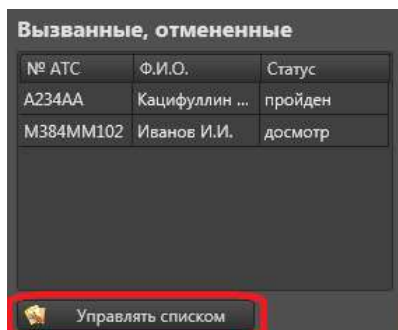 Вызванные, отмененные
№ АТС Ф.И.О. Статус
А234АА Кацифуллин ... пройден
М384ММ102 Иванов И.И. досмотр
Управлять списком